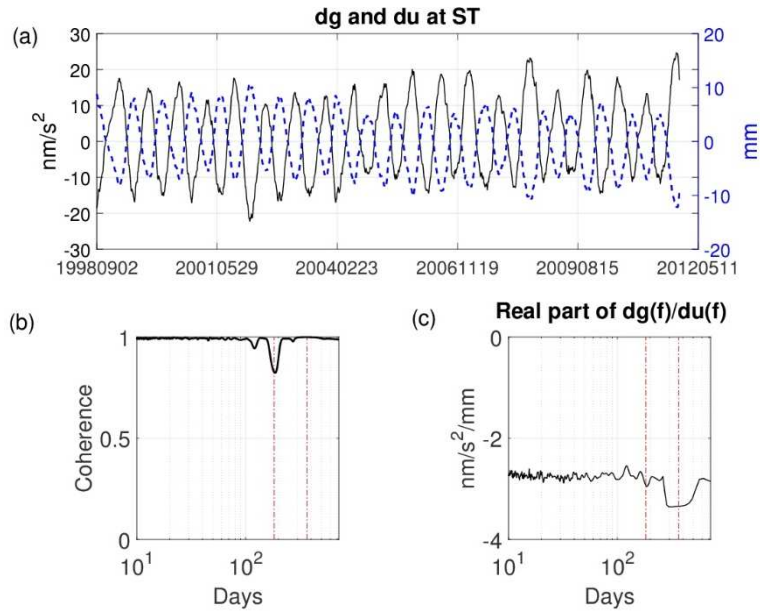 dg and du at ST
(a)
30
20
10
0
-10
-20
-30
nm/s²
20
10
0
-10
-20
mm
19980902 20010529 20040223 20061119 20090815 20120511
(b)
1
0.5
0
Coherence
10¹ 10²
Days
(c)
Real part of dg(f)/du(f)
0
-2
-4
nm/s²/mm
10¹ 10²
Days